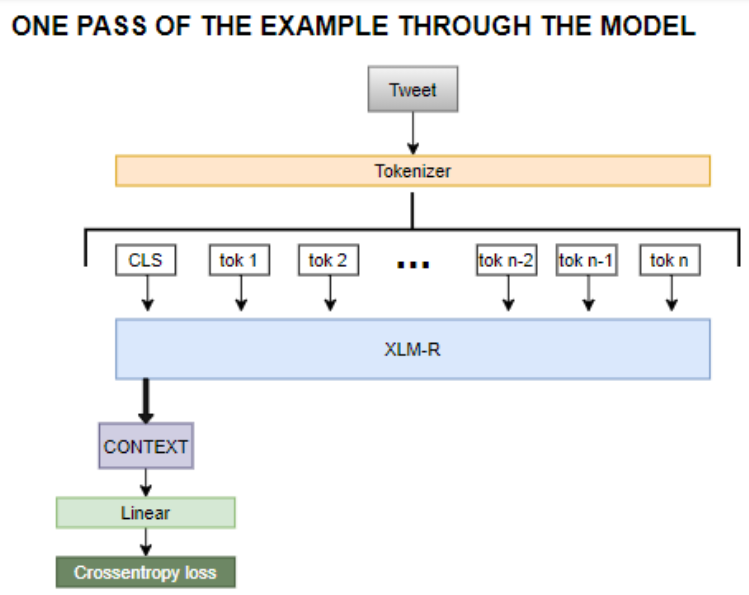 ONE PASS OF THE EXAMPLE THROUGH THE MODEL
Tweet
Tokenizer
CLS tok 1 tok 2 ... tok n-2 tok n-1 tok n
XLM-R
CONTEXT
Linear
Crossentropy loss